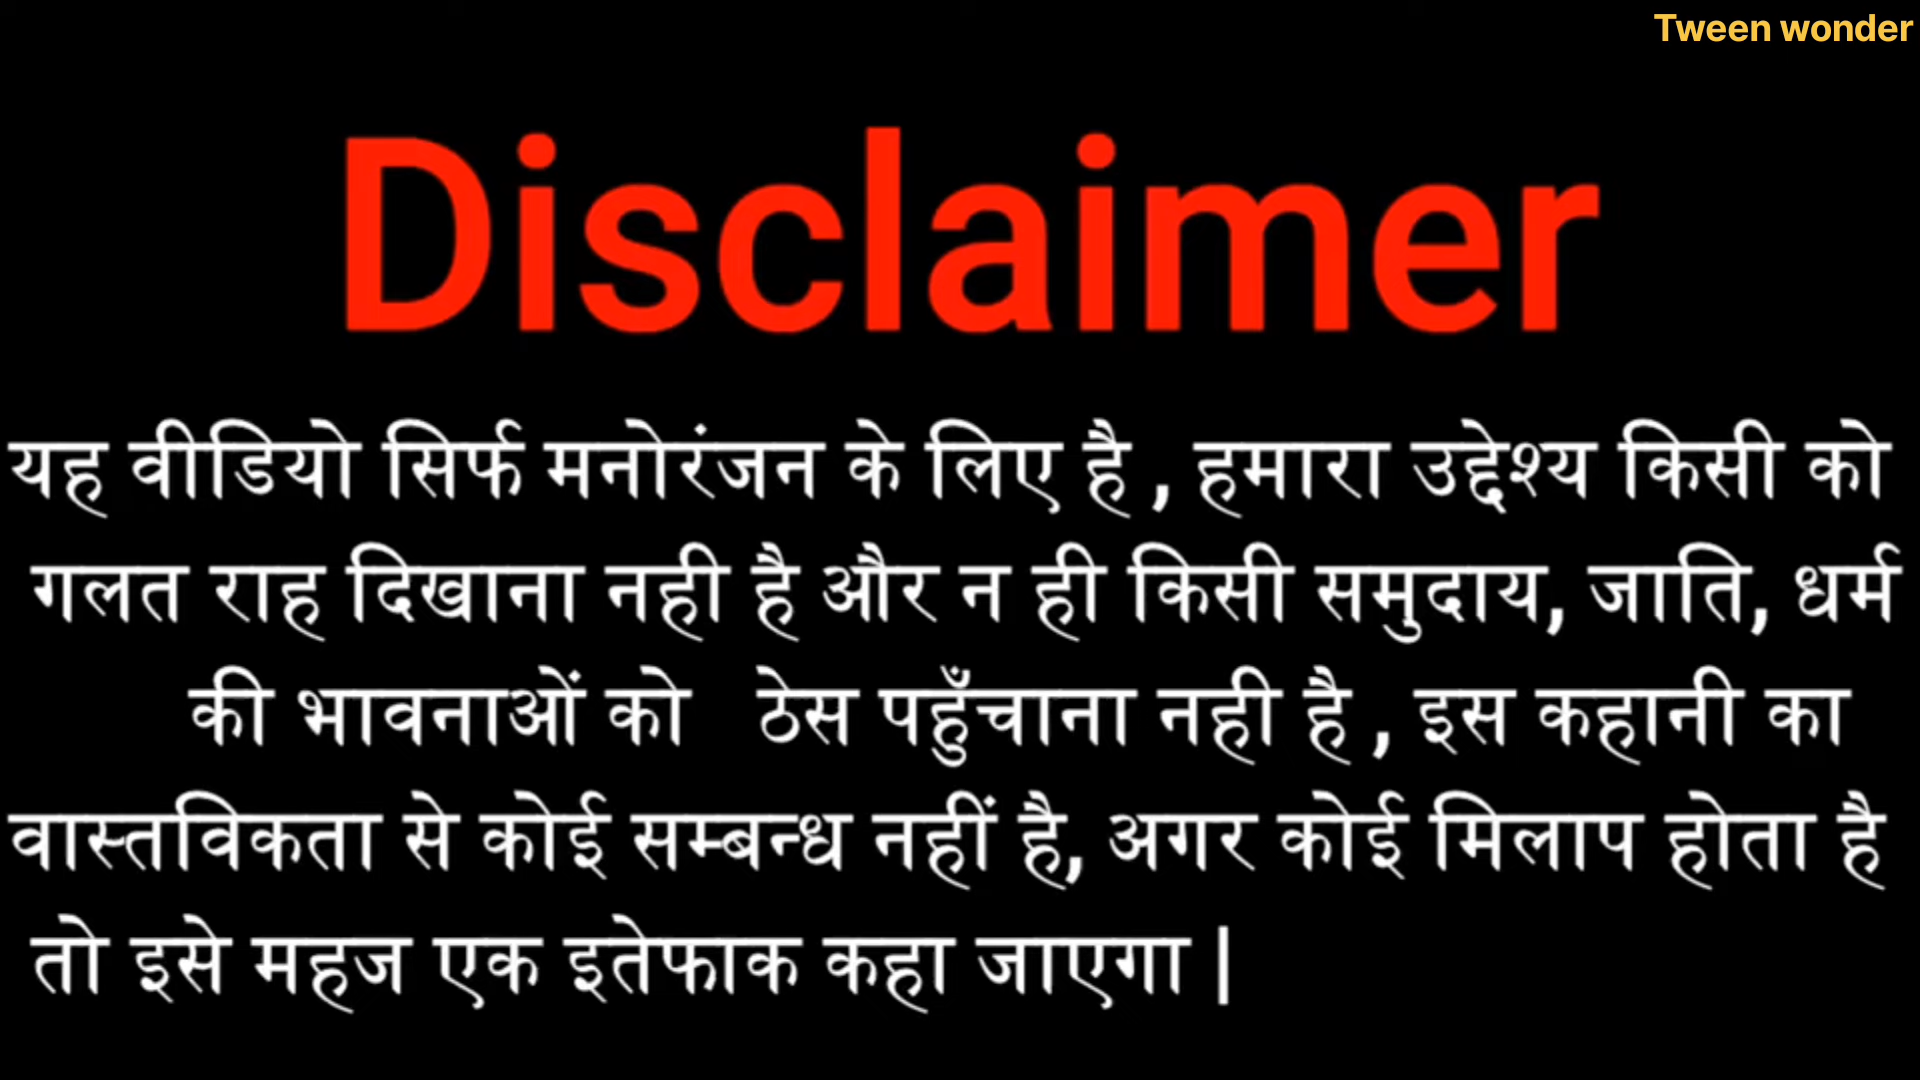 Tween wonder
Disclaimer
यह वीडियो सिर्फ मनोरंजन के लिए है , हमारा उद्देश्य किसी को
गलत राह दिखाना नही है और न ही किसी समुदाय, जाति, धर्म
की भावनाओं को ठेस पहुँचाना नही है , इस कहानी का
वास्तविकता से कोई सम्बन्ध नहीं है, अगर कोई मिलाप होता है
तो इसे महज एक इतेफाक कहा जाएगा |